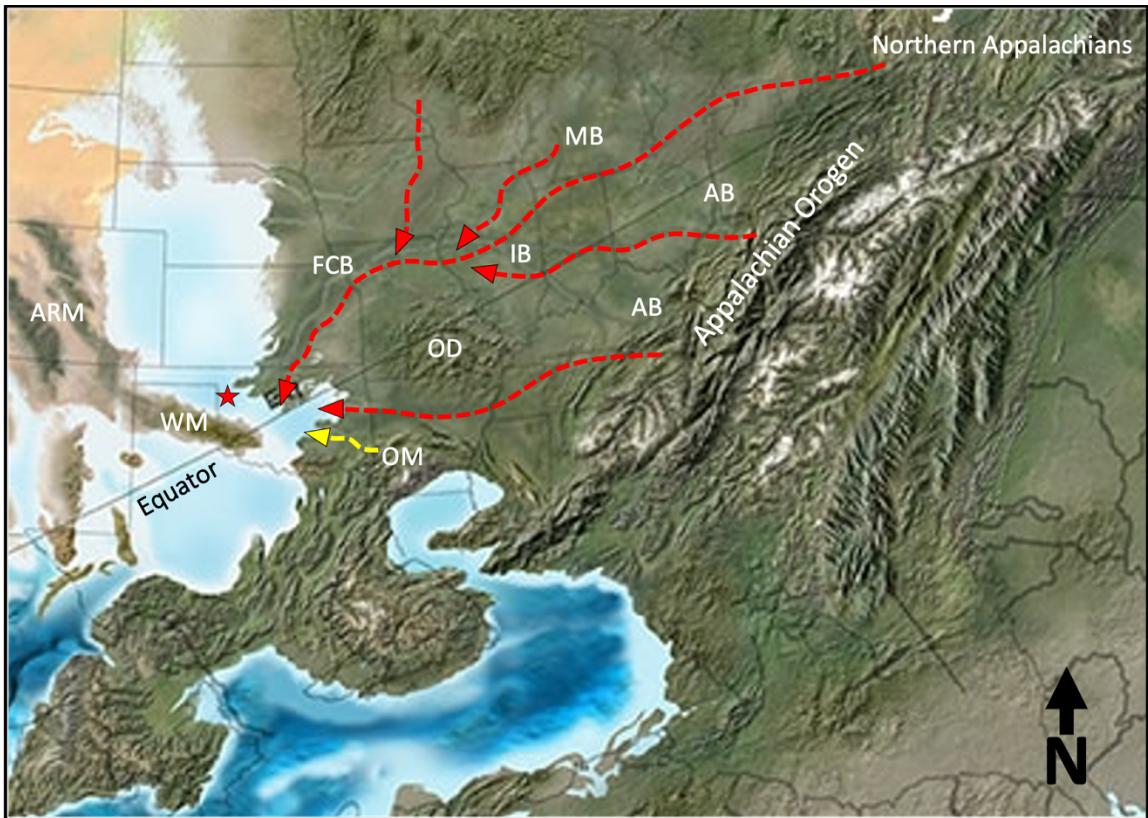 Northern Appalachians
MB
AB
Appalachian Orogen
IB
FCB
ARM
AB
OD
WM
OM
Equator
N